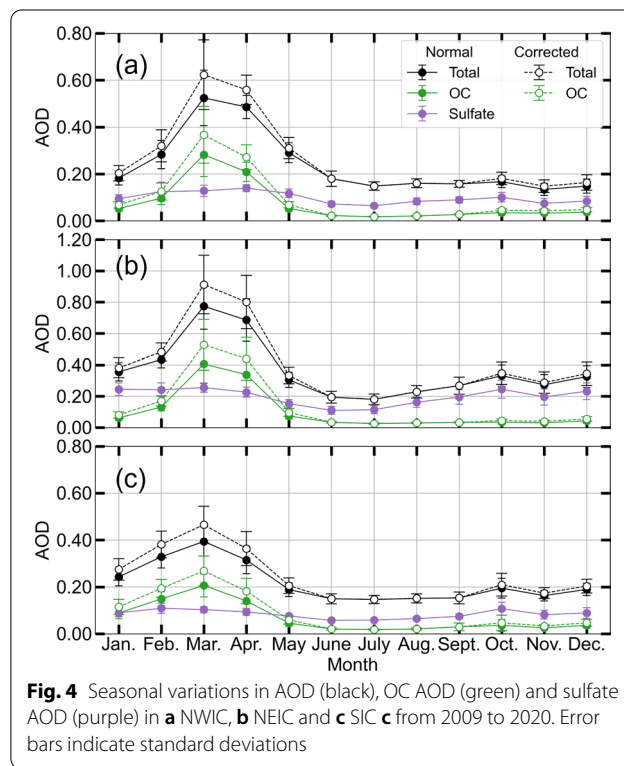 0.80
(a)
Normal
Corrected
Total
Total
OC
OC
Sulfate
0.60
AOD
0.40
0.20
0.00
1.20
(b)
1.00
0.80
AOD
0.60
0.40
0.20
0.00
0.80
(c)
0.60
AOD
0.40
0.20
0.00
Jan. Feb. Mar. Apr. May June July Aug. Sept. Oct. Nov. Dec.
Month
Fig. 4 Seasonal variations in AOD (black), OC AOD (green) and sulfate
AOD (purple) in a NWIC, b NEIC and c SIC c from 2009 to 2020. Error
bars indicate standard deviations